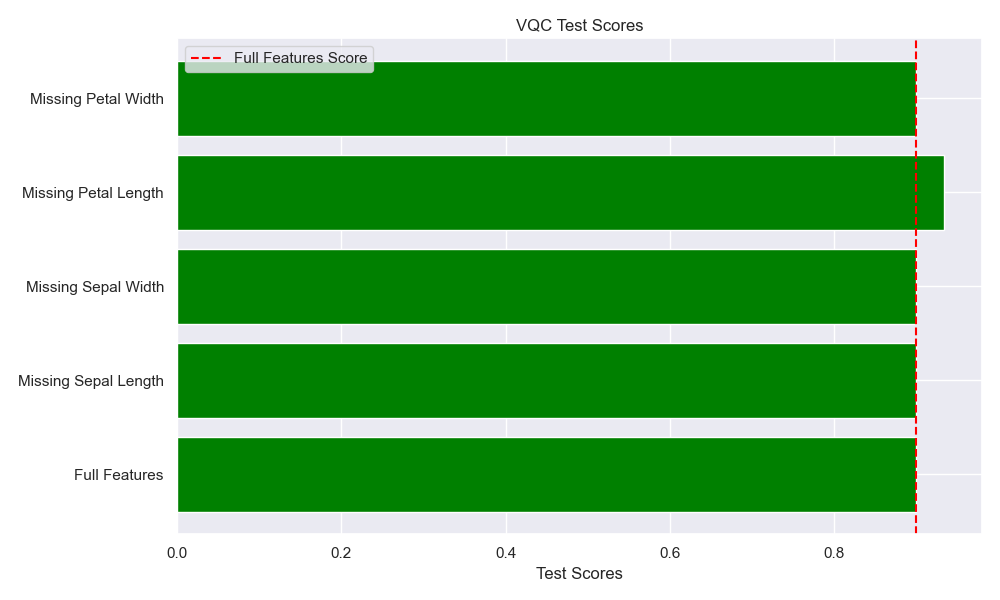 VQC Test Scores
Full Features Score
Missing Petal Width
Missing Petal Length
Missing Sepal Width
Missing Sepal Length
Full Features
0.0 0.2 0.4 0.6 0.8
Test Scores